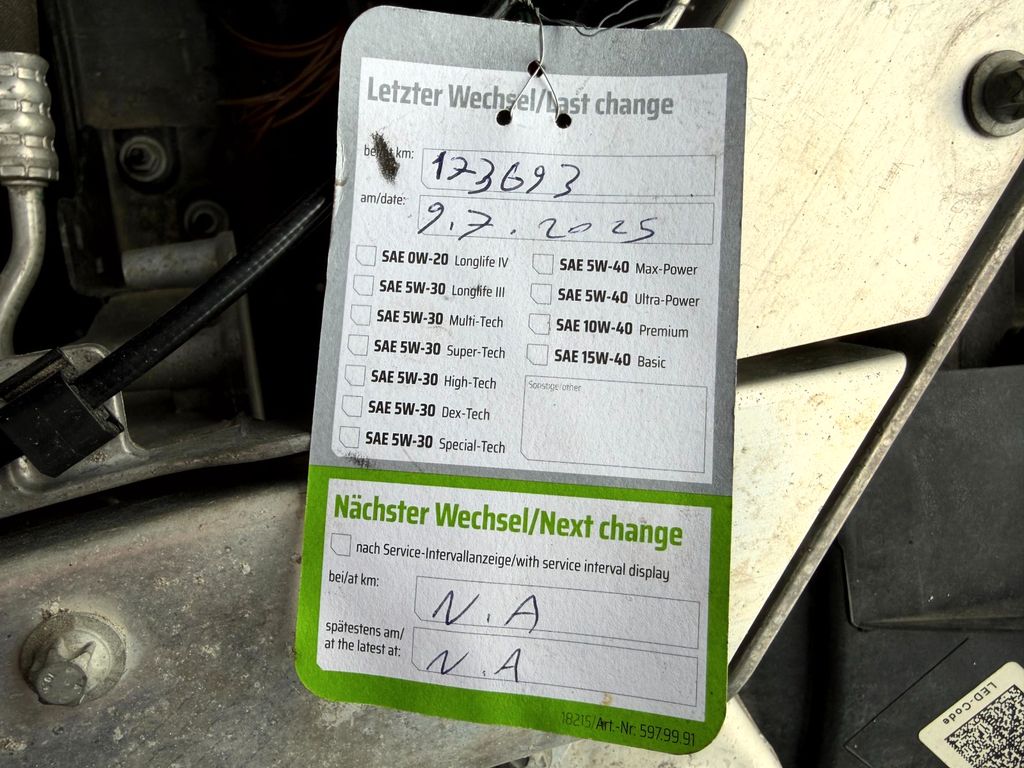 Letzter Wechsel/Last change
bei/at km: 123693
am/date: 9.7.2025
SAE 0W-20 Longlife IV
SAE 5W-30 Longlife III
SAE 5W-30 Multi-Tech
SAE 5W-30 Super-Tech
SAE 5W-30 High-Tech
SAE 5W-30 Dex-Tech
SAE 5W-30 Special-Tech
SAE 5W-40 Max-Power
SAE 5W-40 Ultra-Power
SAE 10W-40 Premium
SAE 15W-40 Basic
Sonstige/other
Nächster Wechsel/Next change
nach Service-Intervallanzeige/with service interval display
bei/at km: N.A
spätestens am/
at the latest at: N.A
18215/Art.-Nr. 597.99.91
LED-Code